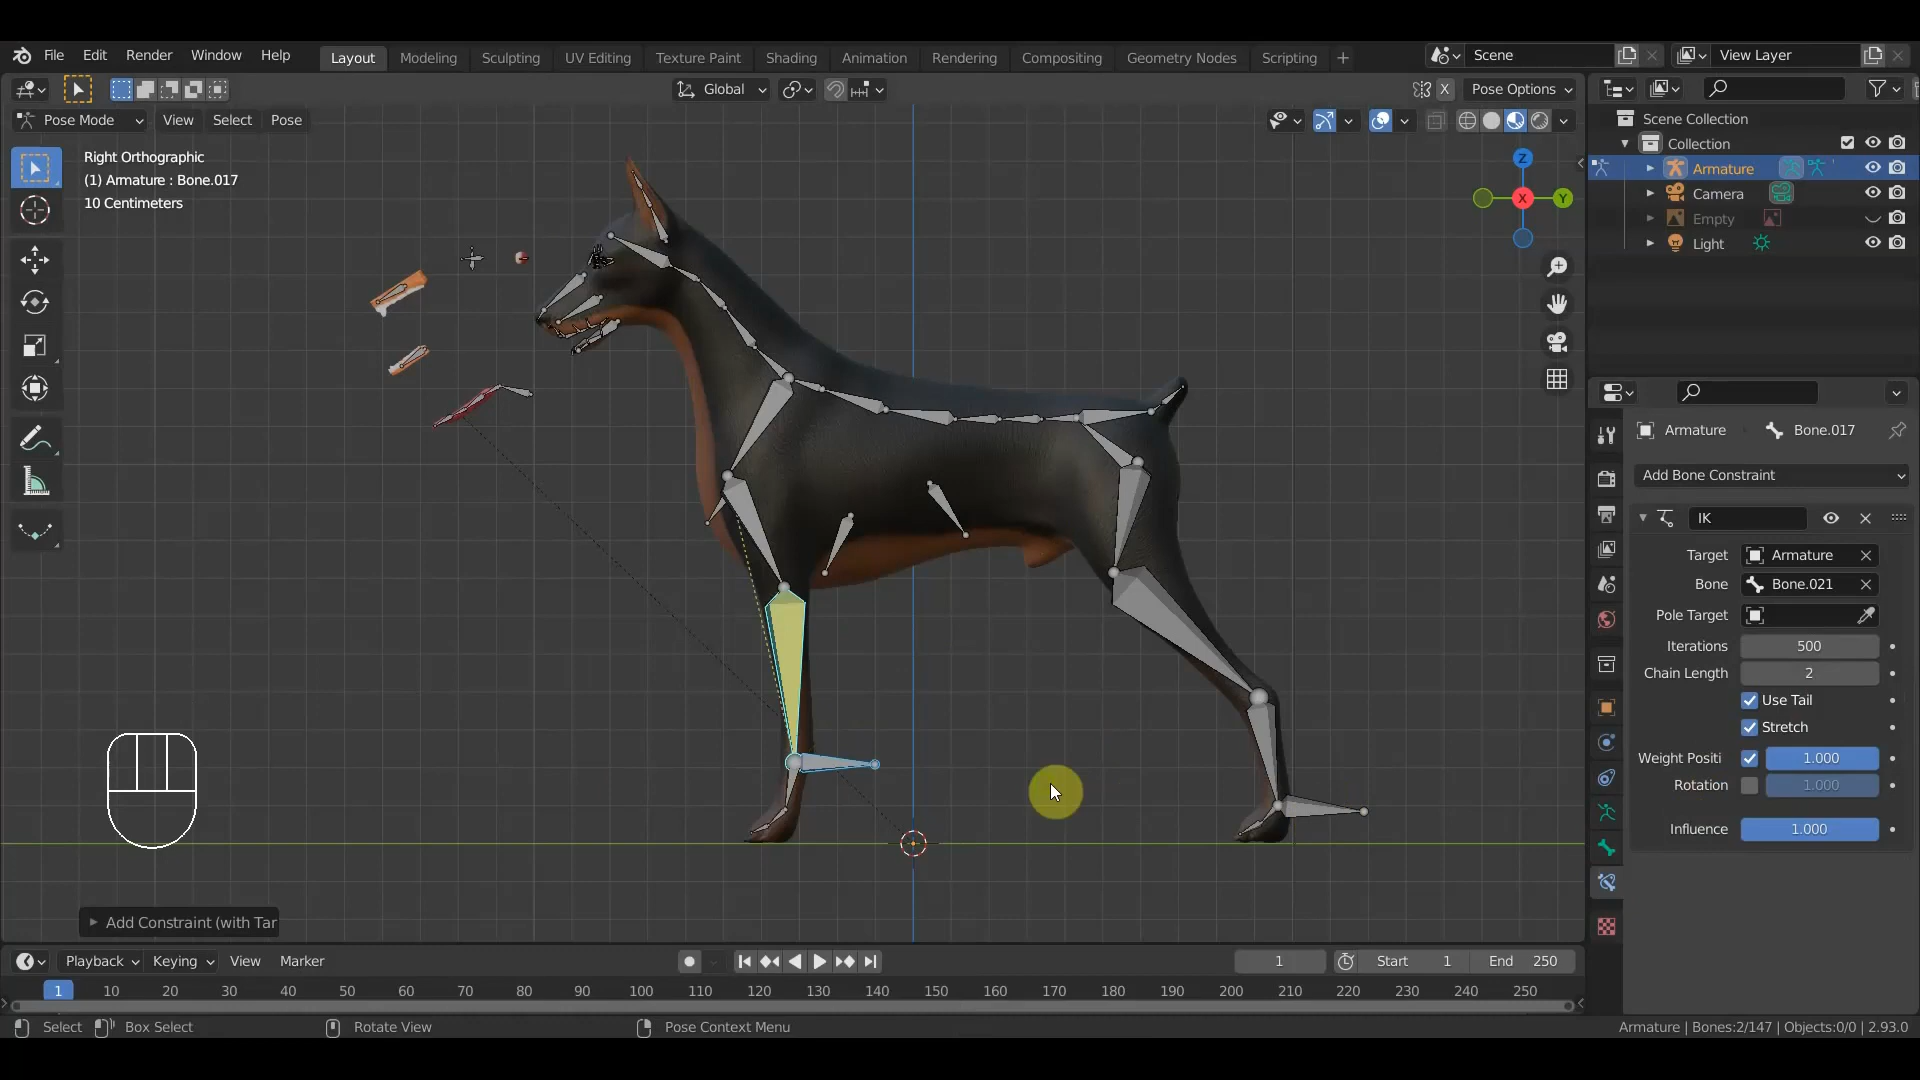 File Edit Render Window Help
Layout Modeling Sculpting UV Editing Texture Paint Shading Animation Rendering Compositing Geometry Nodes Scripting +
Scene
View Layer
Global
X Pose Options
Pose Mode View Select Pose
Right Orthographic
(1) Armature : Bone.017
10 Centimeters
Z
X
Y
Scene Collection
Collection
Armature
Camera
Empty
Light
Armature Bone.017
Add Bone Constraint
IK
Target Armature
Bone Bone.021
Pole Target
Iterations 500
Chain Length 2
Use Tail
Stretch
Weight Positi 1.000
Rotation 1.000
Influence 1.000
Add Constraint (with Tar
Playback Keying View Marker
1 Start 1 End 250
1 10 20 30 40 50 60 70 80 90 100 110 120 130 140 150 160 170 180 190 200 210 220 230 240 250
Select Box Select Rotate View Pose Context Menu
Armature | Bones:2/147 | Objects:0/0 | 2.93.0